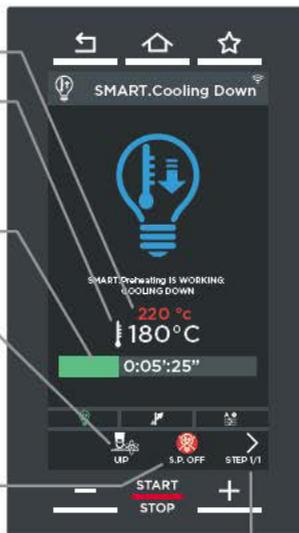 SMART.Cooling Down
SMART.Preheating IS WORKING:
COOLING DOWN
220 °c
180°C
0:05':25"
UIP
S.P. OFF
STEP 1/1
START
STOP